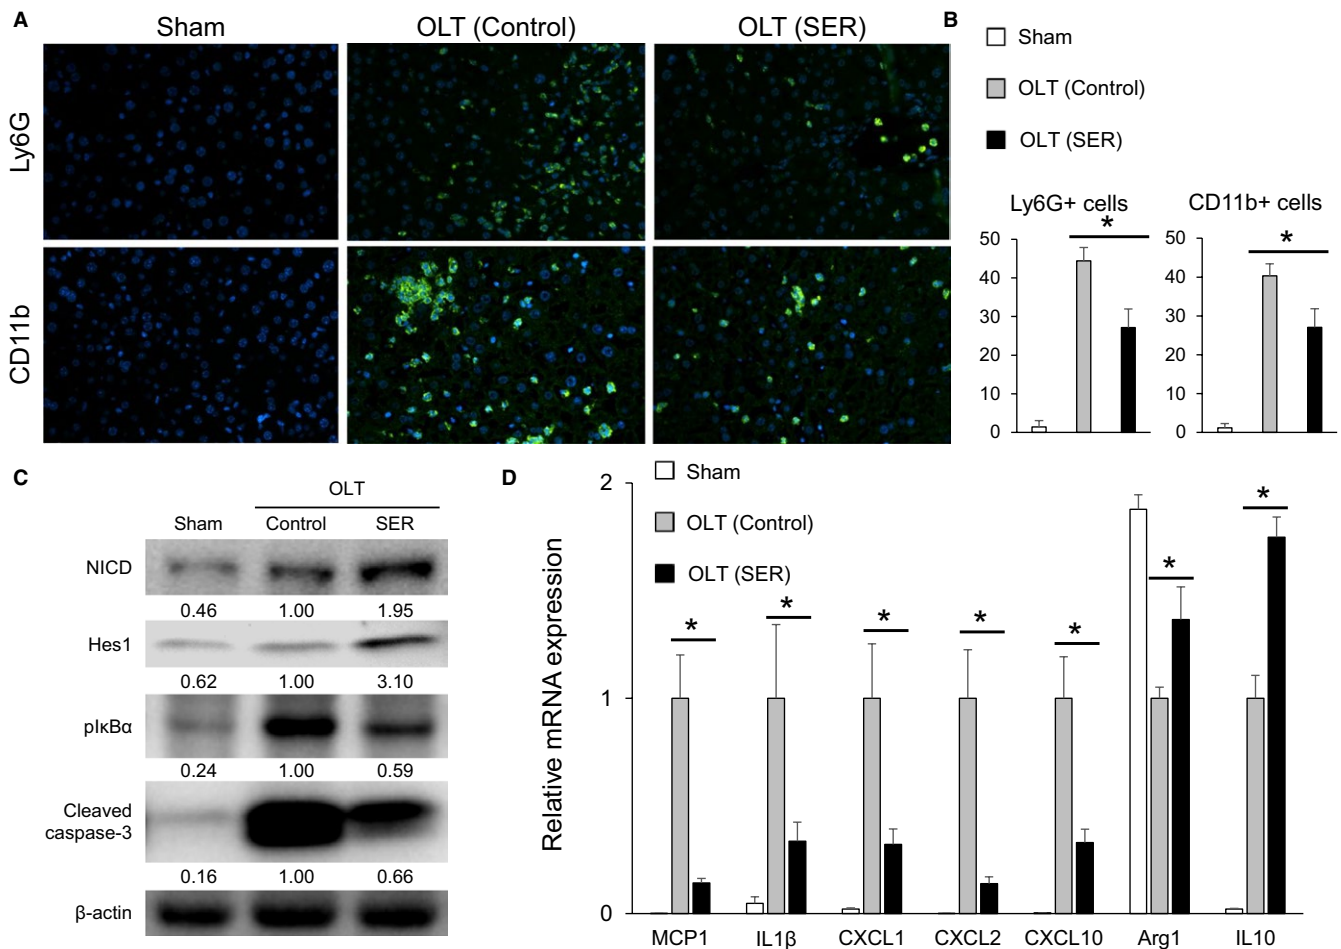 A
Sham
OLT (Control)
OLT (SER)
Ly6G
CD11b
B
Sham
OLT (Control)
OLT (SER)
Ly6G+ cells
*
50
40
30
20
10
0
CD11b+ cells
*
50
40
30
20
10
0
C
OLT
Sham Control SER
NICD
0.46 1.00 1.95
Hes1
0.62 1.00 3.10
pIκBα
0.24 1.00 0.59
Cleaved
caspase-3
0.16 1.00 0.66
β-actin
D
Sham
OLT (Control)
OLT (SER)
Relative mRNA expression
2
1
0
* * * * * * *
MCP1 IL1β CXCL1 CXCL2 CXCL10 Arg1 IL10